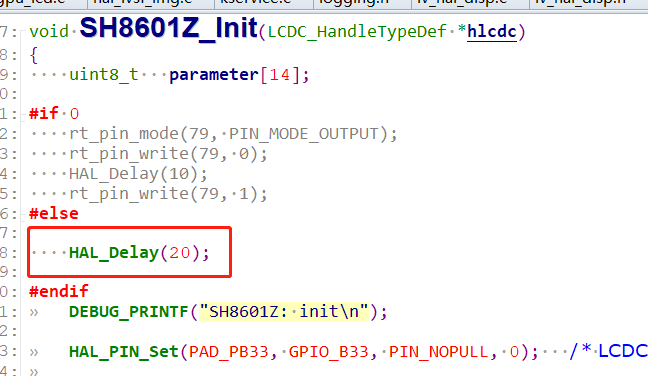 gpu_lcd.c hal_lvsf_img.c kservice.c logging.h lv_hal_disp.c lv_hal_disp.h
7: void SH8601Z_Init(LCDC_HandleTypeDef *hlcdc)
8: {
9: ····uint8_t···parameter[14];
0:
1: #if·0
2: ····rt_pin_mode(79,·PIN_MODE_OUTPUT);
3: ····rt_pin_write(79,·0);
4: ····HAL_Delay(10);
5: ····rt_pin_write(79,·1);
6: #else
7:
8: ····HAL_Delay(20);
9:
0: #endif
1: » DEBUG_PRINTF("SH8601Z:·init\n");
2:
3: » HAL_PIN_Set(PAD_PB33,·GPIO_B33,·PIN_NOPULL,·0);···/*·LCDC
4: »